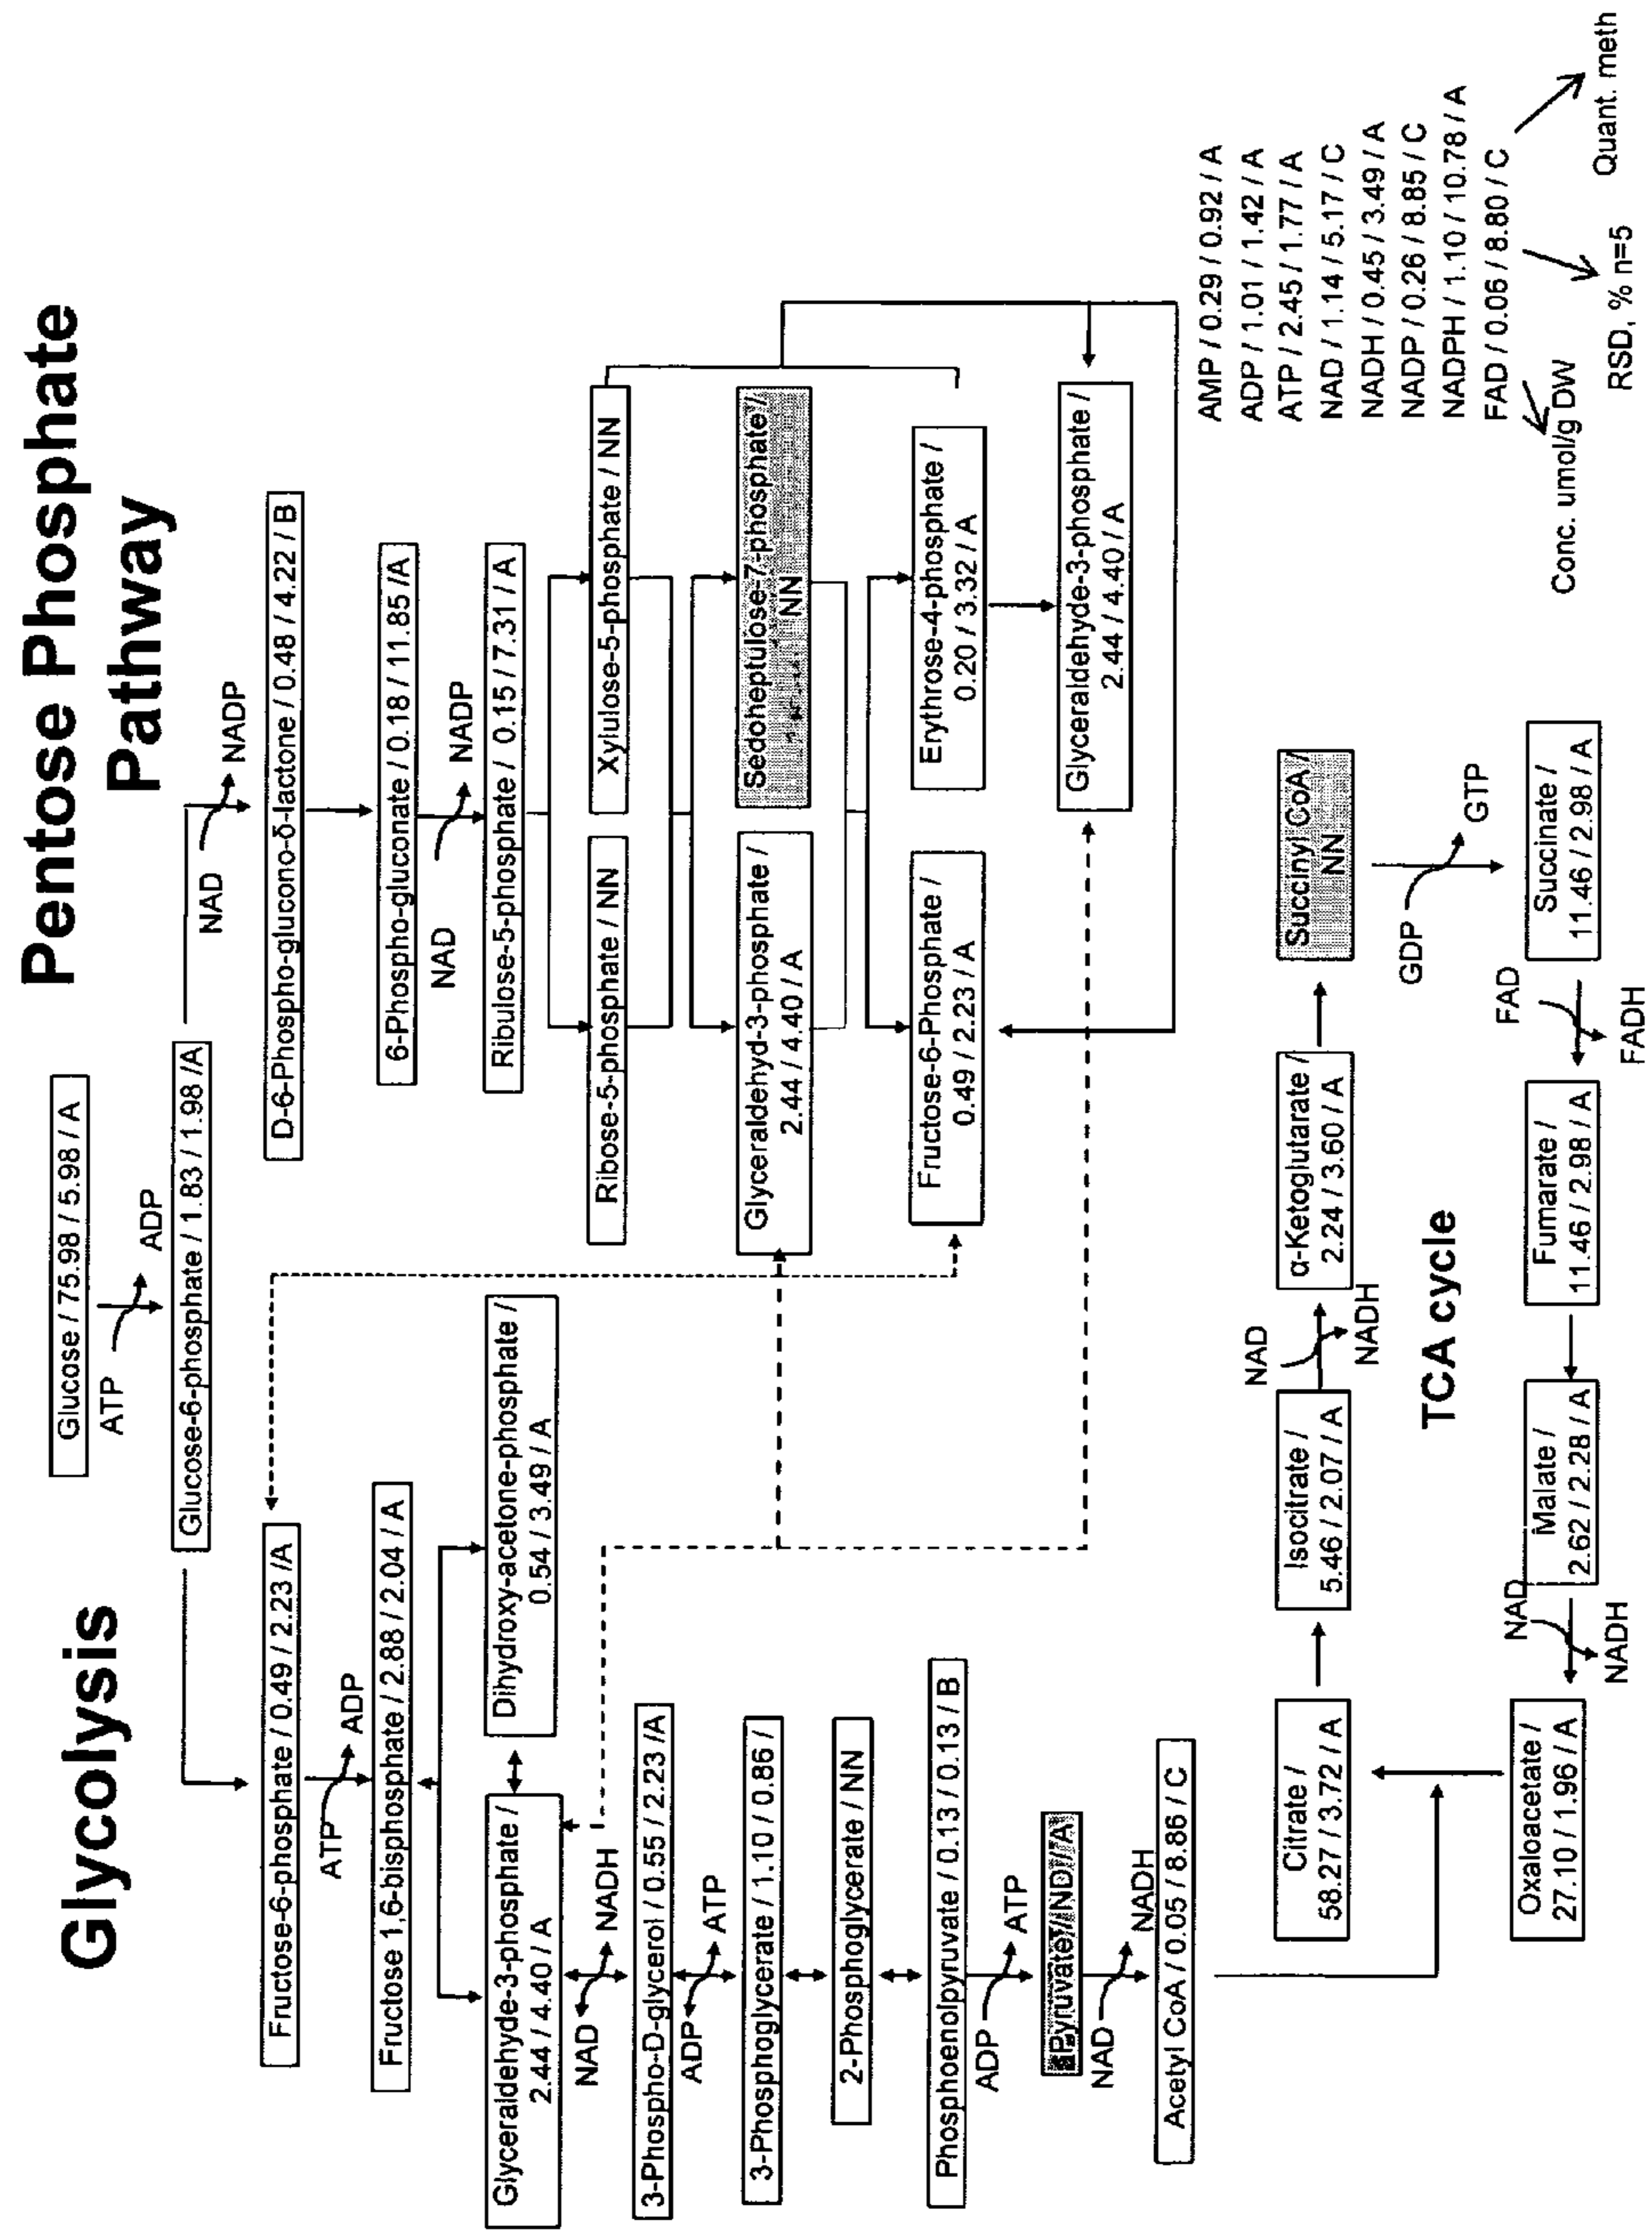 Pentose Phosphate
Pathway
Glycolysis
Glucose / 75.98 / 5.98 / A
ATP
ADP
Glucose-6-phosphate / 1.83 / 1.98 /A
Fructose-6-phosphate / 0.49 / 2.23 /A
ATP
ADP
Fructose 1,6-bisphosphate / 2.88 / 2.04 / A
Glyceraldehyde-3-phosphate /
2.44 / 4.40 / A
Dihydroxy-acetone-phosphate /
0.54 / 3.49 / A
NAD
NADH
3-Phospho-D-glycerol / 0.55 / 2.23 /A
ADP
ATP
3-Phosphoglycerate / 1.10 / 0.86 /
2-Phosphoglycerate / NN
Phosphoenolpyruvate / 0.13 / 0.13 / B
ADP
ATP
Pyruvate//ND//A
NAD
NADH
Acetyl CoA / 0.05 / 8.86 / C
NAD
NADP
D-6-Phospho-glucono-δ-lactone / 0.48 / 4.22 / B
6-Phospho-gluconate / 0.18 / 11.85 /A
NAD
NADP
Ribulose-5-phosphate / 0.15 / 7.31 / A
Ribose-5-phosphate / NN
Xylulose-5-phosphate / NN
Glyceraldehyd-3-phosphate /
2.44 / 4.40 / A
Sedoheptulose-7-phosphate /
NN
Fructose-6-Phosphate /
0.49 / 2.23 / A
Erythrose-4-phosphate /
0.20 / 3.32 / A
Glyceraldehyde-3-phosphate /
2.44 / 4.40 / A
TCA cycle
Citrate /
58.27 / 3.72 / A
Isocitrate /
5.46 / 2.07 / A
NAD
NADH
α-Ketoglutarate /
2.24 / 3.60 / A
Succinyl CoA /
NN
GDP
GTP
Succinate /
11.46 / 2.98 / A
FAD
FADH
Fumarate /
11.46 / 2.98 / A
Malate /
2.62 / 2.28 / A
NAD
NADH
Oxaloacetate /
27.10 / 1.96 / A
AMP / 0.29 / 0.92 / A
ADP / 1.01 / 1.42 / A
ATP / 2.45 / 1.77 / A
NAD / 1.14 / 5.17 / C
NADH / 0.45 / 3.49 / A
NADP / 0.26 / 8.85 / C
NADPH / 1.10 / 10.78 / A
FAD / 0.06 / 8.80 / C
Conc. umol/g DW
RSD, % n=5
Quant. meth